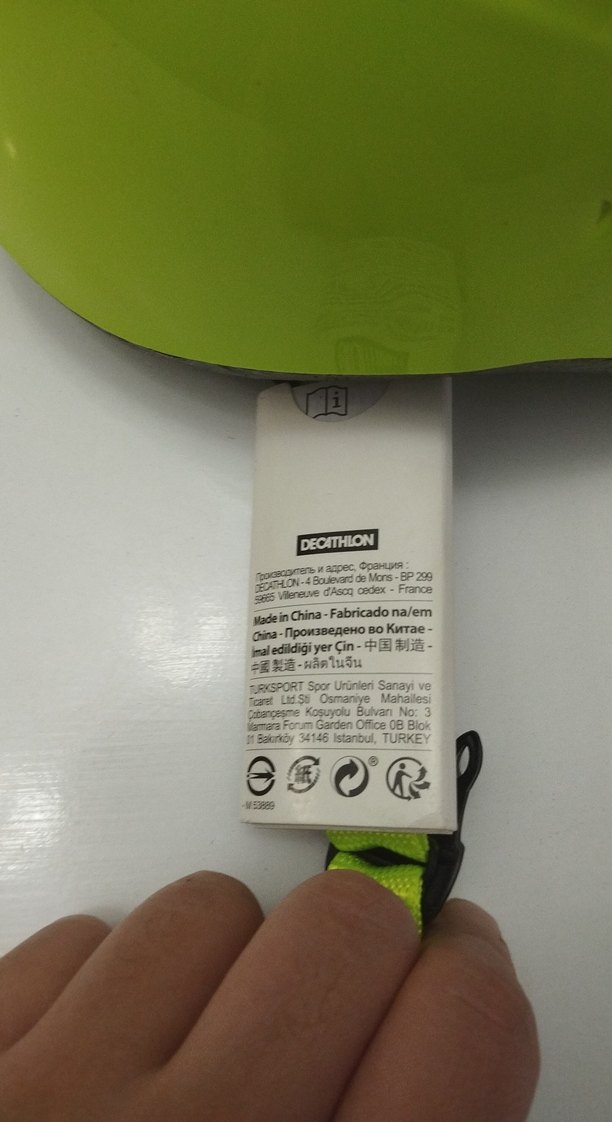 i
DECATHLON
Производитель и адрес, Франция :
DECATHLON - 4 Boulevard de Mons - BP 299
59665 Villeneuve d'Ascq cedex - France
Made in China - Fabricado na/em
China - Произведено во Китае -
İmal edildiği yer Çin - 中国制造 -
中國製造 - ผลิตในจีน
TURKSPORT Spor Urünleri Sanayi ve
Ticaret Ltd.Şti Osmaniye Mahallesi
Çobançeşme Koşuyolu Bulvarı No: 3
Marmara Forum Garden Office 0B Blok
01 Bakırköy 34146 Istanbul, TURKEY
紙 ®
- M 53889